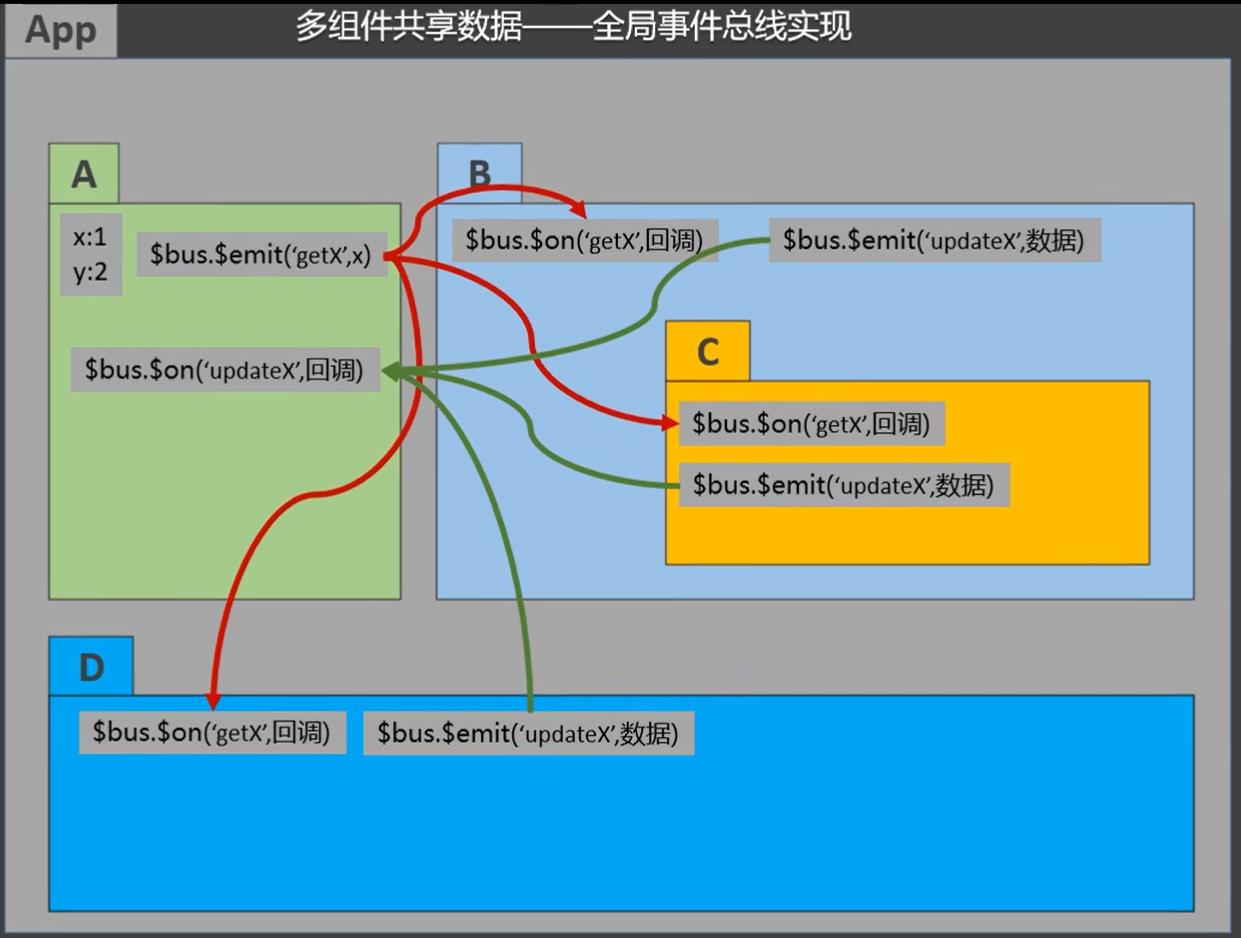 App
多组件共享数据——全局事件总线实现
A
B
x:1
y:2
$bus.$emit(‘getX’,x)
$bus.$on(‘getX’,回调)
$bus.$emit(‘updateX’,数据)
$bus.$on(‘updateX’,回调)
C
$bus.$on(‘getX’,回调)
$bus.$emit(‘updateX’,数据)
D
$bus.$on(‘getX’,回调)
$bus.$emit(‘updateX’,数据)